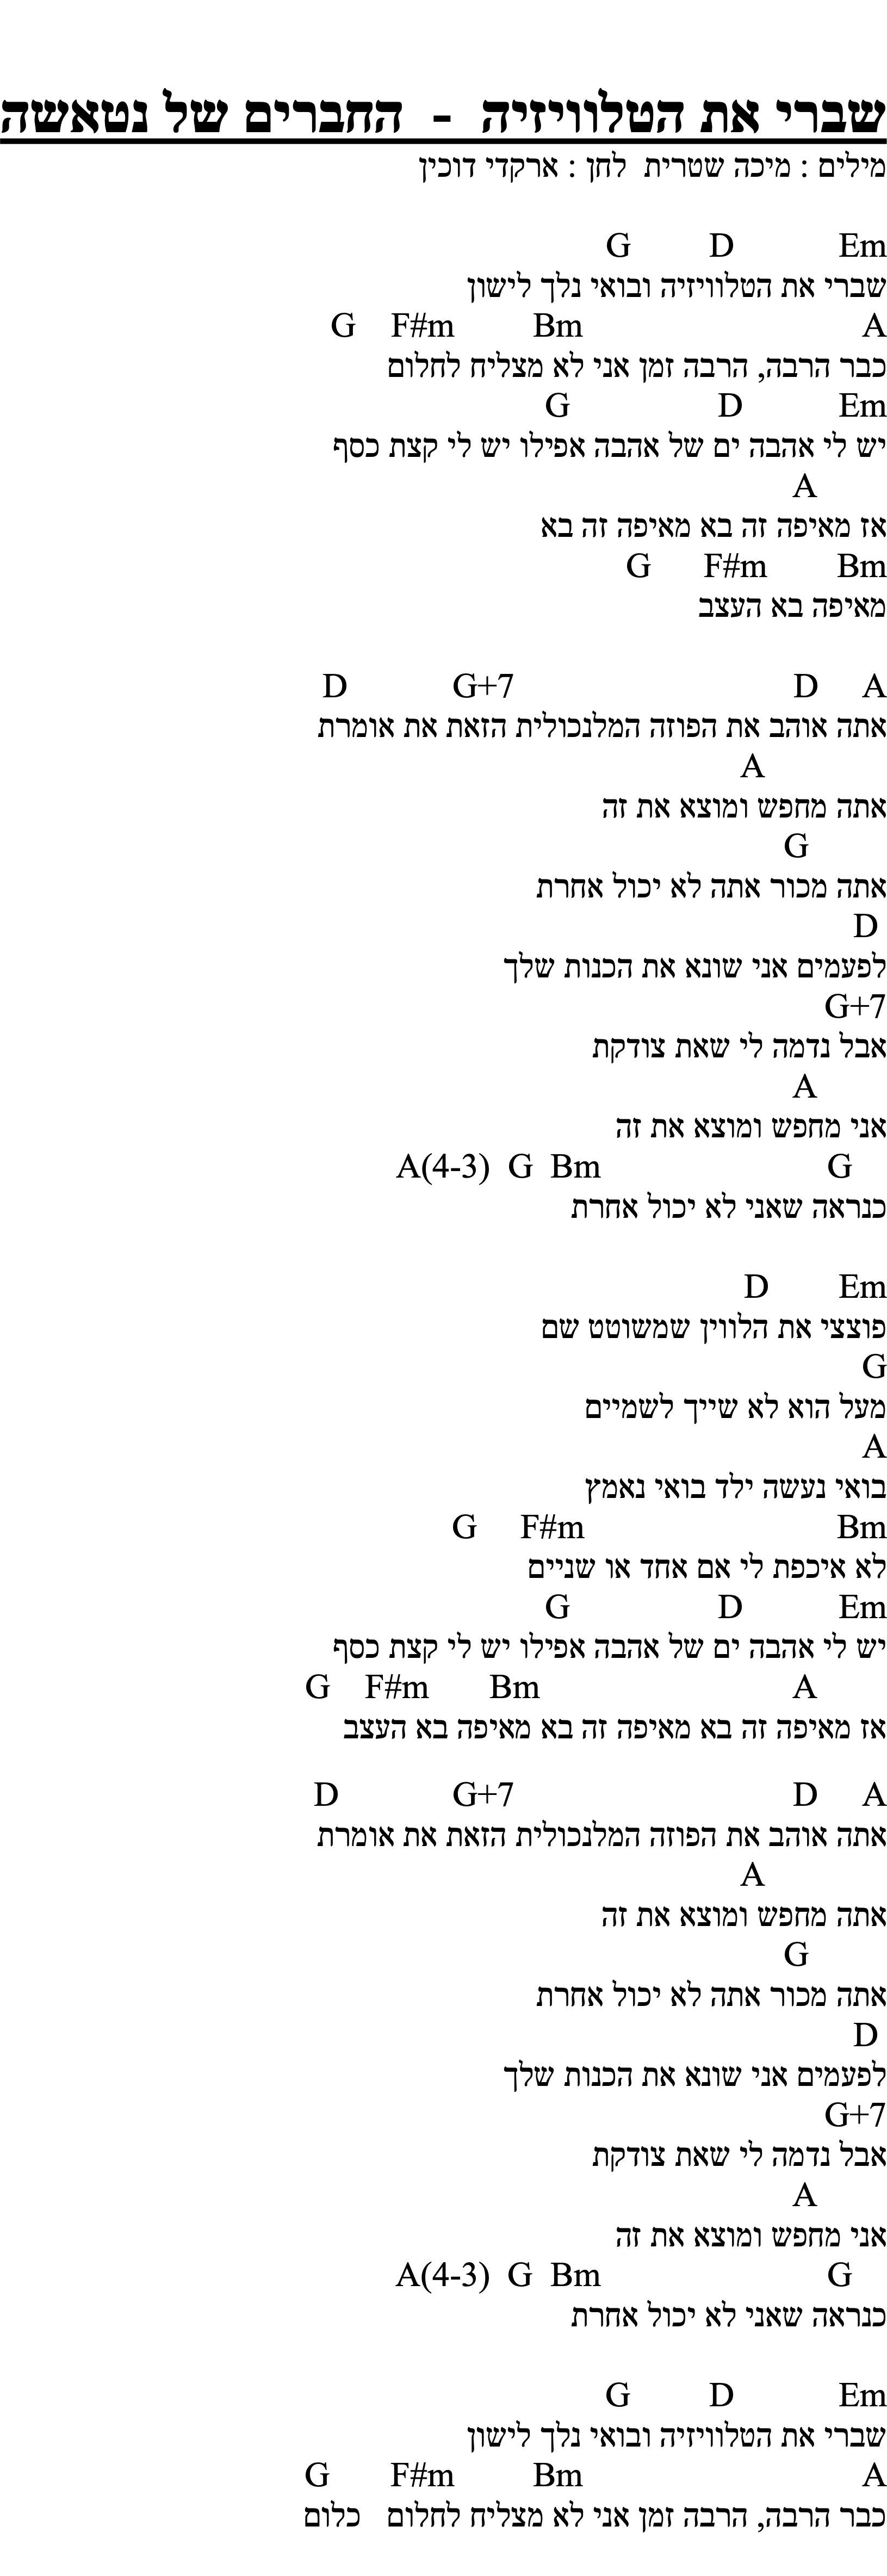 שברי את הטלוויזיה - החברים של נטאשה
מילים : מיכה שטרית לחן : ארקדי דוכין
G D Em
שברי את הטלוויזיה ובואי נלך לישון
G F#m Bm A
כבר הרבה, הרבה זמן אני לא מצליח לחלום
G D Em
יש לי אהבה ים של אהבה אפילו יש לי קצת כסף
A
אז מאיפה זה בא מאיפה זה בא
G F#m Bm
מאיפה בא העצב
D G+7 D A
אתה אוהב את הפוזה המלנכולית הזאת את אומרת
A
אתה מחפש ומוצא את זה
G
אתה מכור אתה לא יכול אחרת
D
לפעמים אני שונא את הכנות שלך
G+7
אבל נדמה לי שאת צודקת
A
אני מחפש ומוצא את זה
A(4-3) G Bm G
כנראה שאני לא יכול אחרת
D Em
פוצצי את הלווין שמשוטט שם
G
מעל הוא לא שייך לשמיים
A
בואי נעשה ילד בואי נאמץ
G F#m Bm
לא איכפת לי אם אחד או שניים
G D Em
יש לי אהבה ים של אהבה אפילו יש לי קצת כסף
G F#m Bm A
אז מאיפה זה בא מאיפה זה בא מאיפה בא העצב
D G+7 D A
אתה אוהב את הפוזה המלנכולית הזאת את אומרת
A
אתה מחפש ומוצא את זה
G
אתה מכור אתה לא יכול אחרת
D
לפעמים אני שונא את הכנות שלך
G+7
אבל נדמה לי שאת צודקת
A
אני מחפש ומוצא את זה
A(4-3) G Bm G
כנראה שאני לא יכול אחרת
G D Em
שברי את הטלוויזיה ובואי נלך לישון
G F#m Bm A
כבר הרבה, הרבה זמן אני לא מצליח לחלום כלום